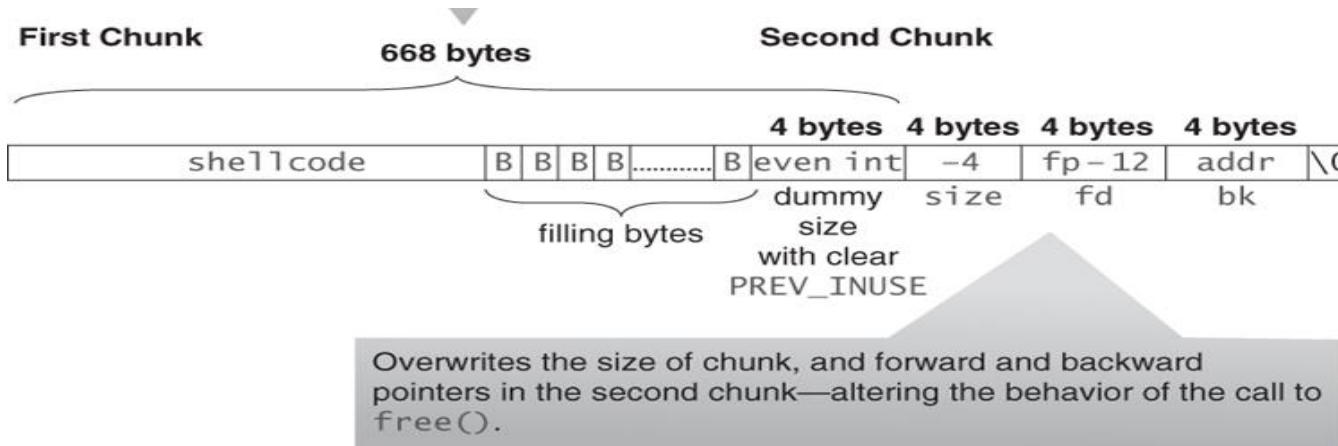 First Chunk
668 bytes
Second Chunk
4 bytes 4 bytes 4 bytes 4 bytes
shellcode B B B B ............ B even int -4 fp-12 addr \0
dummy size fd bk
filling bytes
size
with clear
PREV_INUSE
Overwrites the size of chunk, and forward and backward
pointers in the second chunk—altering the behavior of the call to
free().